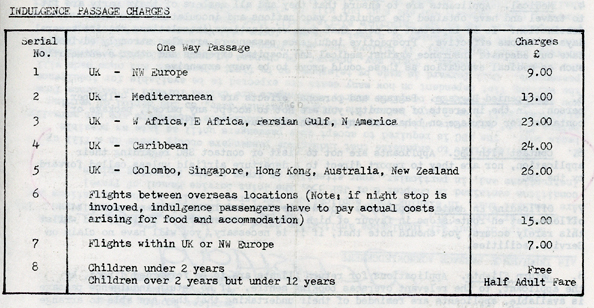 INDULGENCE PASSAGE CHARGES
Serial No. One Way Passage Charges £
1 UK - NW Europe 9.00
2 UK - Mediterranean 13.00
3 UK - W Africa, E Africa, Persian Gulf, N America 23.00
4 UK - Caribbean 24.00
5 UK - Colombo, Singapore, Hong Kong, Australia, New Zealand 26.00
6 Flights between overseas locations (Note: if night stop is
involved, indulgence passengers have to pay actual costs
arising for food and accommodation) 15.00
7 Flights within UK or NW Europe 7.00
8 Children under 2 years Free
Children over 2 years but under 12 years Half Adult Fare